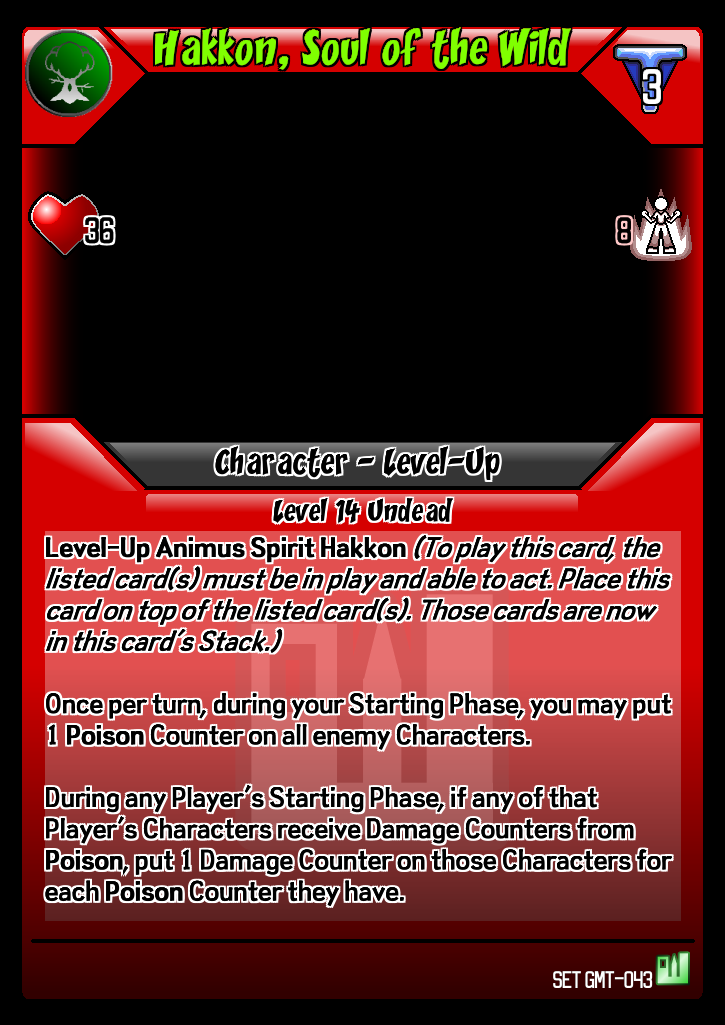 Hakkon, Soul of the Wild
3
36
8
Character - Level-Up
Level 14 Undead
Level-Up Animus Spirit Hakkon (To play this card, the
listed card(s) must be in play and able to act. Place this
card on top of the listed card(s). Those cards are now
in this card's Stack.)
Once per turn, during your Starting Phase, you may put
1 Poison Counter on all enemy Characters.
During any Player's Starting Phase, if any of that
Player's Characters receive Damage Counters from
Poison, put 1 Damage Counter on those Characters for
each Poison Counter they have.
SET GMT-043